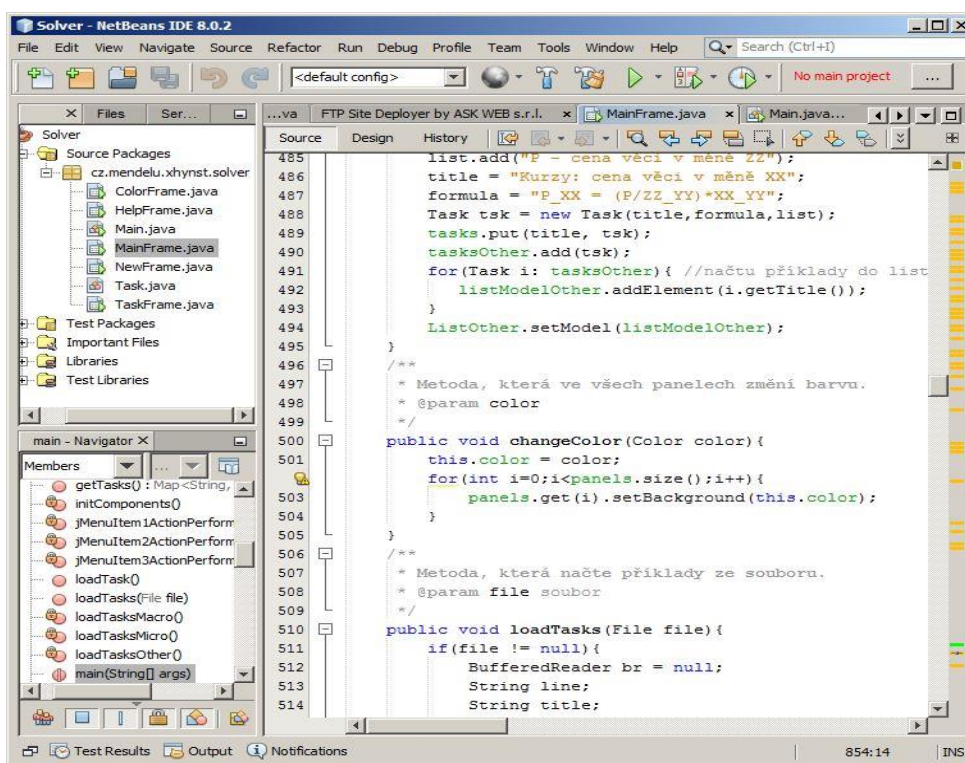 Solver - NetBeans IDE 8.0.2
File Edit View Navigate Source Refactor Run Debug Profile Team Tools Window Help Search (Ctrl+I)
<default config> No main project ...
Files Ser...
Solver
Source Packages
cz.mendelu.xhynst.solver
ColorFrame.java
HelpFrame.java
Main.java
MainFrame.java
NewFrame.java
Task.java
TaskFrame.java
Test Packages
Important Files
Libraries
Test Libraries
main - Navigator
Members ...
getTasks() : Map<String,
initComponents()
jMenuItem1ActionPerform
jMenuItem2ActionPerform
jMenuItem3ActionPerform
loadTask()
loadTasks(File file)
loadTasksMacro()
loadTasksMicro()
loadTasksOther()
main(String[] args)
...va FTP Site Deployer by ASK WEB s.r.l. MainFrame.java Main.java...
Source Design History
485 list.add("P - cena věci v měně ZZ");
486 title = "Kurzy: cena věci v měně XX";
487 formula = "P_XX = (P/ZZ_YY)*XX_YY";
488 Task tsk = new Task(title,formula,list);
489 tasks.put(title, tsk);
490 tasksOther.add(tsk);
491 for(Task i: tasksOther){ //načtu příklady do list
492 listModelOther.addElement(i.getTitle());
493 }
494 ListOther.setModel(listModelOther);
495 }
496 /**
497 * Metoda, která ve všech panelech změní barvu.
498 * @param color
499 */
500 public void changeColor(Color color){
501 this.color = color;
for(int i=0;i<panels.size();i++){
503 panels.get(i).setBackground(this.color);
504 }
505 }
506 /**
507 * Metoda, která načte příklady ze souboru.
508 * @param file soubor
509 */
510 public void loadTasks(File file){
511 if(file != null){
512 BufferedReader br = null;
513 String line;
514 String title;
Test Results Output Notifications 854:14 INS